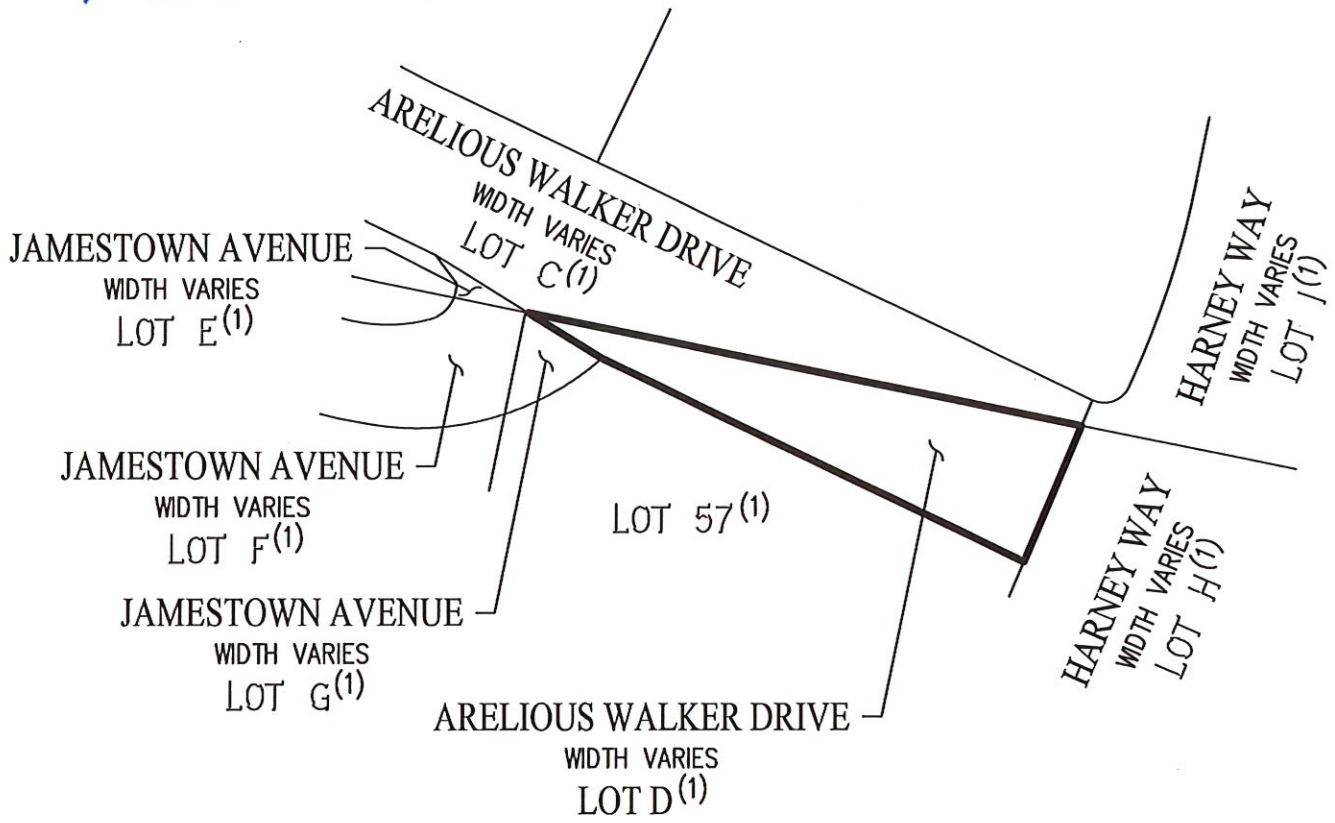 ARELIOUS WALKER DRIVE
WIDTH VARIES
LOT C(1)
JAMESTOWN AVENUE
WIDTH VARIES
LOT E(1)
HARNEY WAY
WIDTH VARIES
LOT I(1)
JAMESTOWN AVENUE
WIDTH VARIES
LOT F(1)
LOT 57(1)
HARNEY WAY
WIDTH VARIES
LOT H(1)
JAMESTOWN AVENUE
WIDTH VARIES
LOT G(1)
ARELIOUS WALKER DRIVE
WIDTH VARIES
LOT D(1)